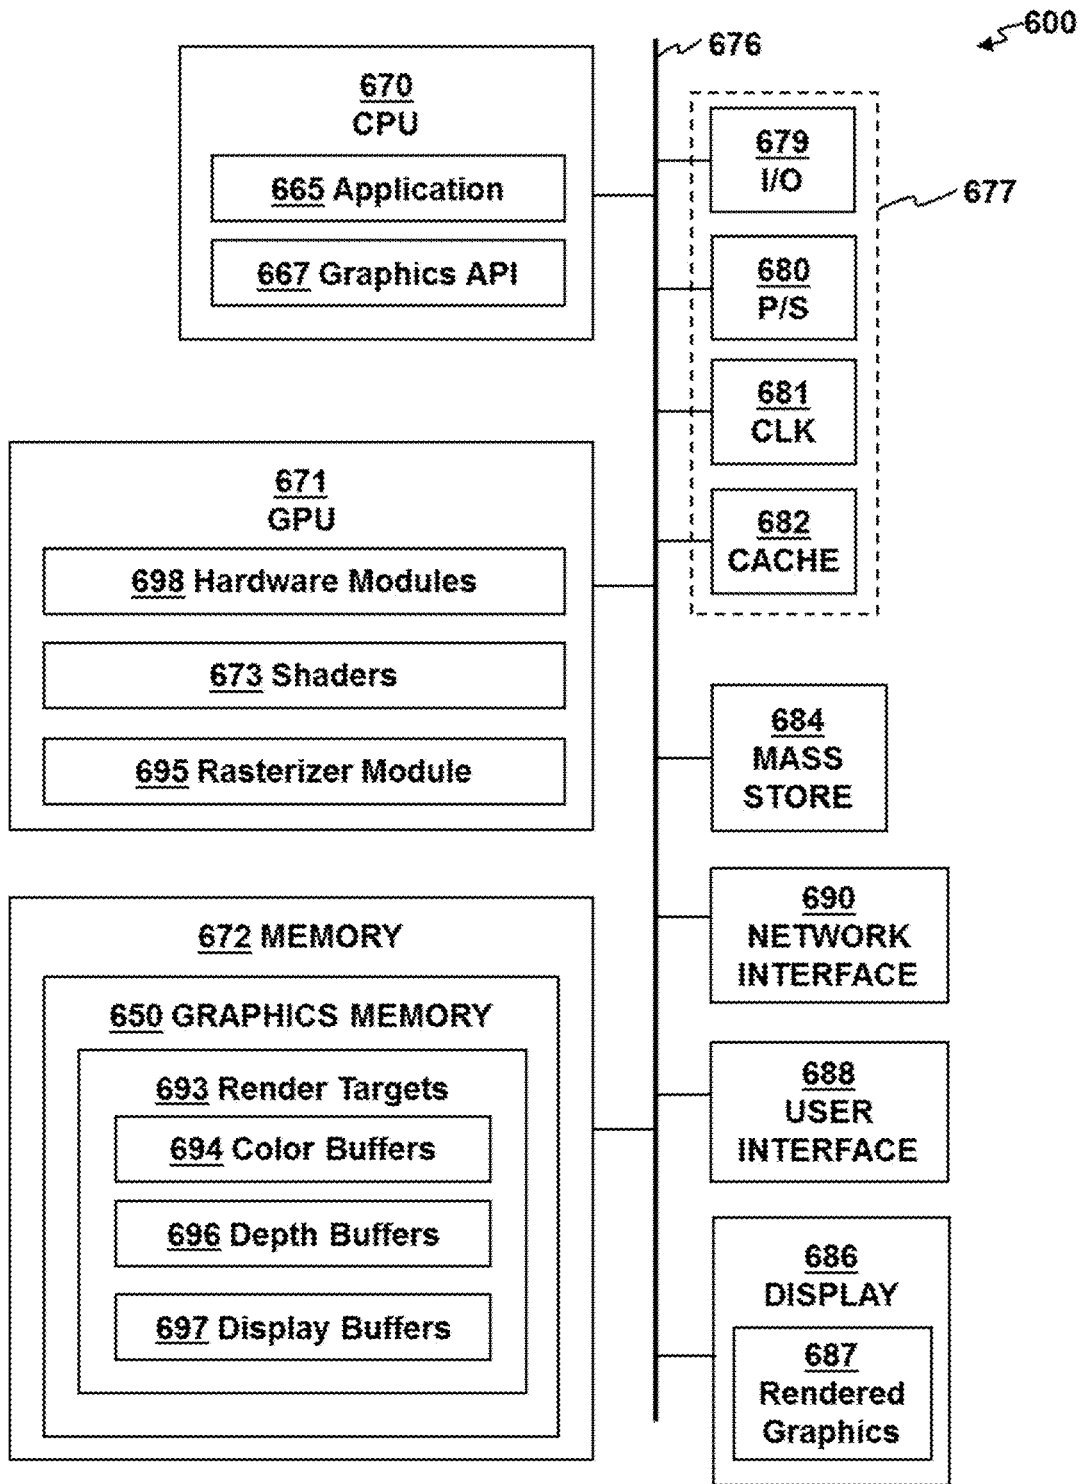 600
676
670
CPU
665 Application
667 Graphics API
679
I/O
677
680
P/S
681
CLK
682
CACHE
671
GPU
698 Hardware Modules
673 Shaders
695 Rasterizer Module
684
MASS
STORE
672 MEMORY
650 GRAPHICS MEMORY
693 Render Targets
694 Color Buffers
696 Depth Buffers
697 Display Buffers
690
NETWORK
INTERFACE
688
USER
INTERFACE
686
DISPLAY
687
Rendered
Graphics